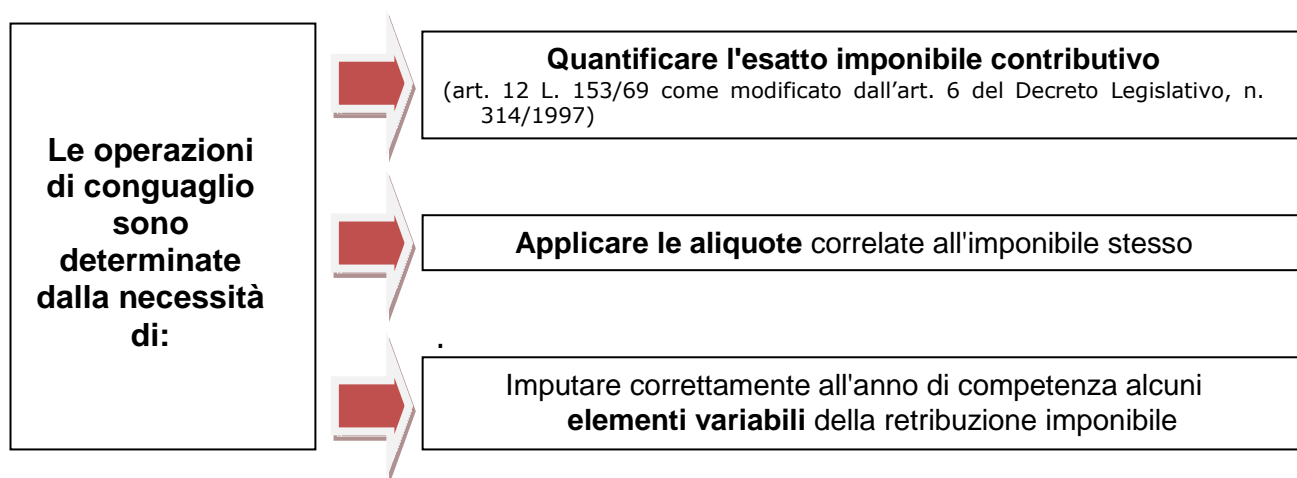 Le operazioni
di conguaglio
sono
determinate
dalla necessità
di:
Quantificare l'esatto imponibile contributivo
(art. 12 L. 153/69 come modificato dall’art. 6 del Decreto Legislativo, n.
314/1997)
Applicare le aliquote correlate all'imponibile stesso
.
Imputare correttamente all'anno di competenza alcuni
elementi variabili della retribuzione imponibile